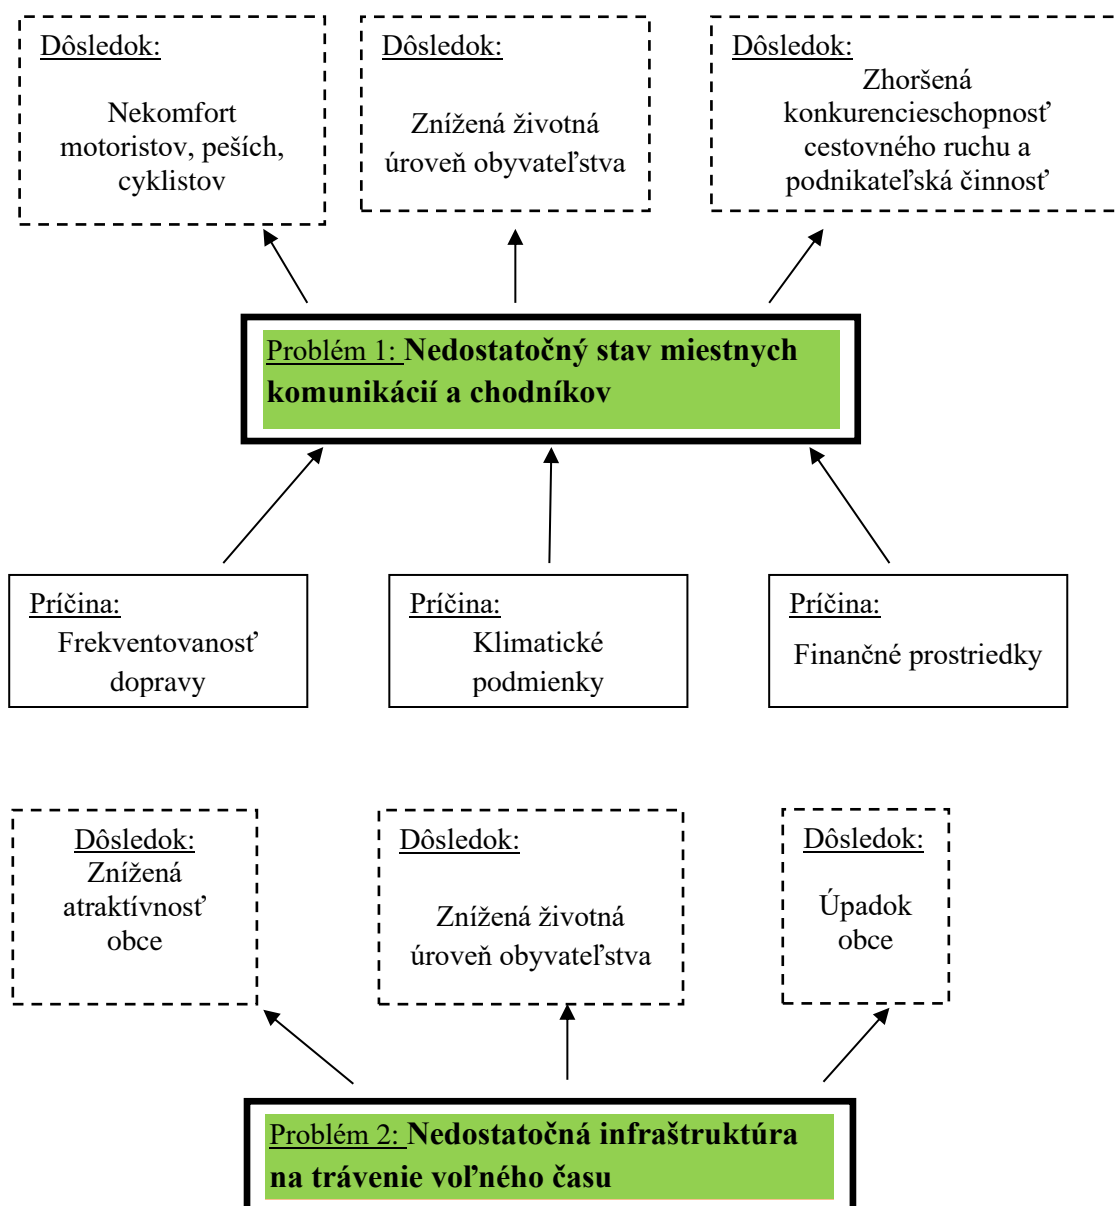 Dôsledok:
Nekomfort
motoristov, peších,
cyklistov
Dôsledok:
Znížená životná
úroveň obyvateľstva
Dôsledok:
Zhoršená
konkurencieschopnosť
cestovného ruchu a
podnikateľská činnosť
Problém 1: Nedostatočný stav miestnych
komunikácií a chodníkov
Príčina:
Frekventovanosť
dopravy
Príčina:
Klimatické
podmienky
Príčina:
Finančné prostriedky
Dôsledok:
Znížená
atraktívnosť
obce
Dôsledok:
Znížená životná
úroveň obyvateľstva
Dôsledok:
Úpadok
obce
Problém 2: Nedostatočná infraštruktúra
na trávenie voľného času